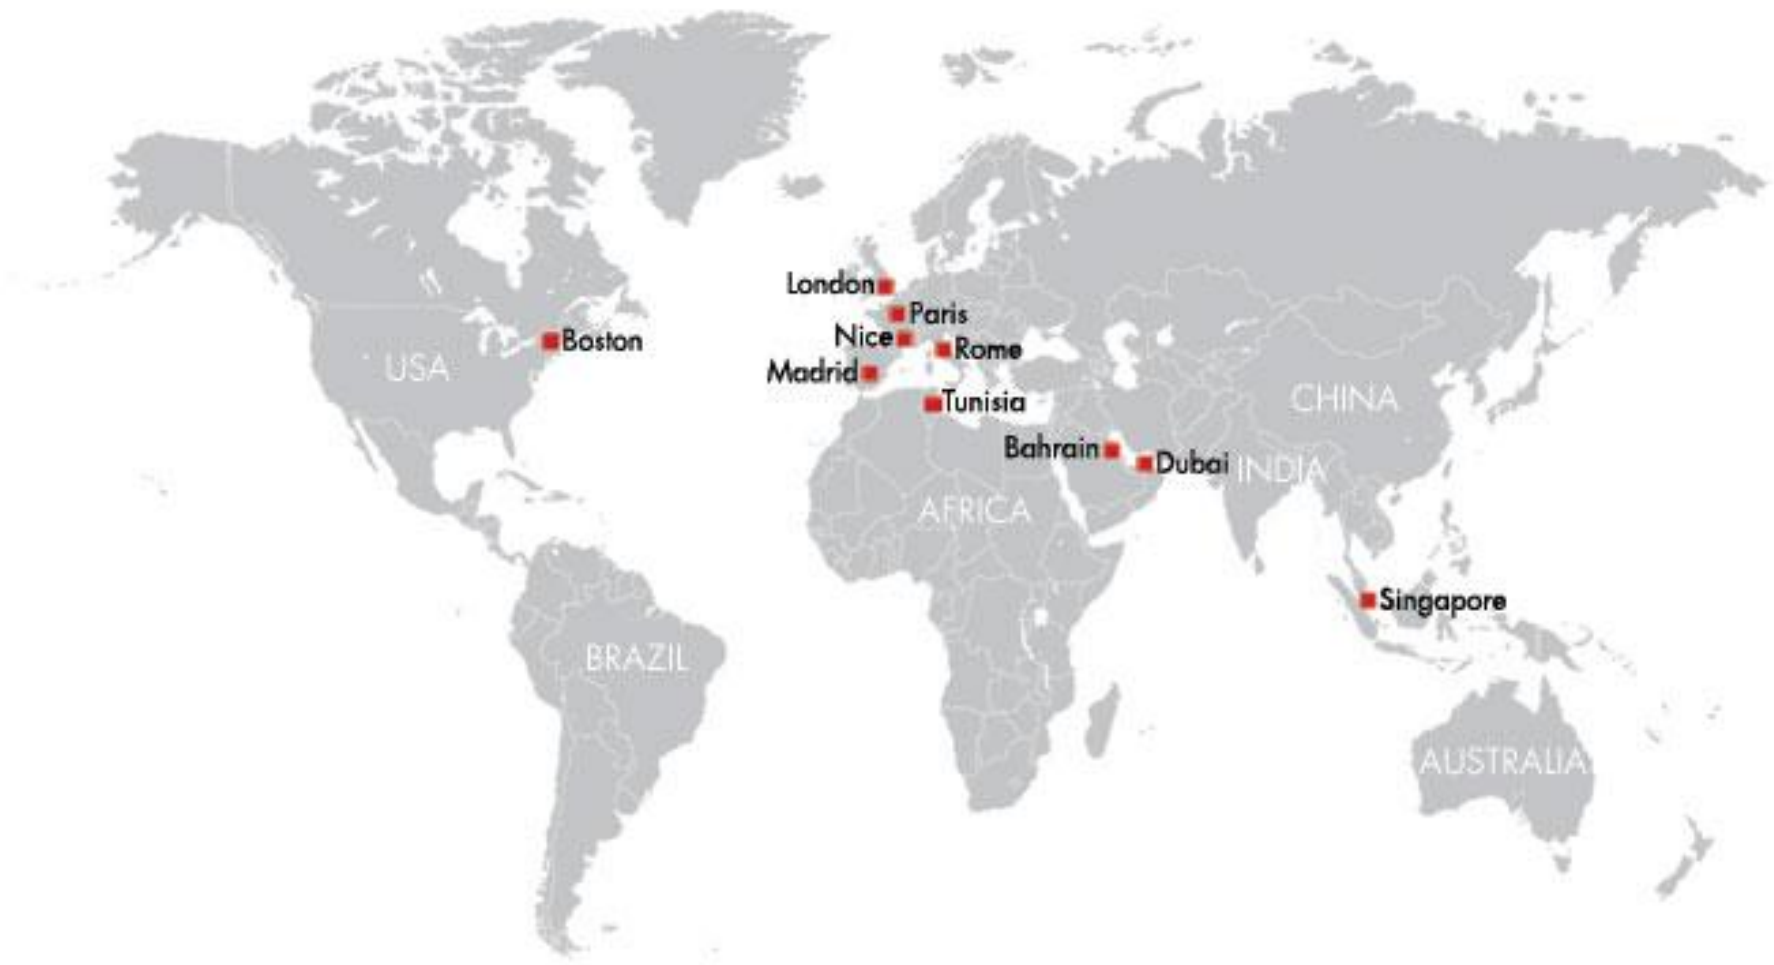 London
Paris
Nice
Boston
Rome
USA
Madrid
CHINA
Tunisia
Bahrain
Dubai
INDIA
AFRICA
Singapore
BRAZIL
AUSTRALIA